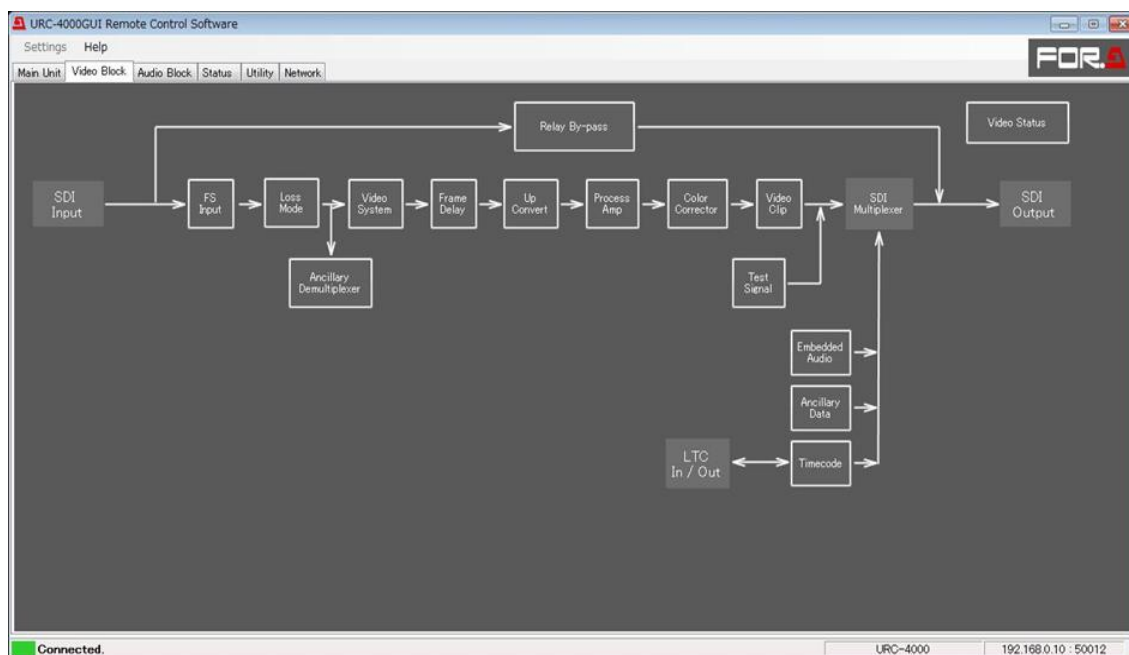 URC-4000GUI Remote Control Software
Settings Help
FOR.A
Main Unit Video Block Audio Block Status Utility Network
Relay By-pass
Video Status
SDI
Input
FS
Input
Loss
Mode
Video
System
Frame
Delay
Up
Convert
Process
Amp
Color
Corrector
Video
Clip
SDI
Multiplexer
SDI
Output
Ancillary
Demultiplexer
Test
Signal
Embedded
Audio
Ancillary
Data
LTC
In / Out
Timecode
Connected.
URC-4000
192.168.0.10 : 50012